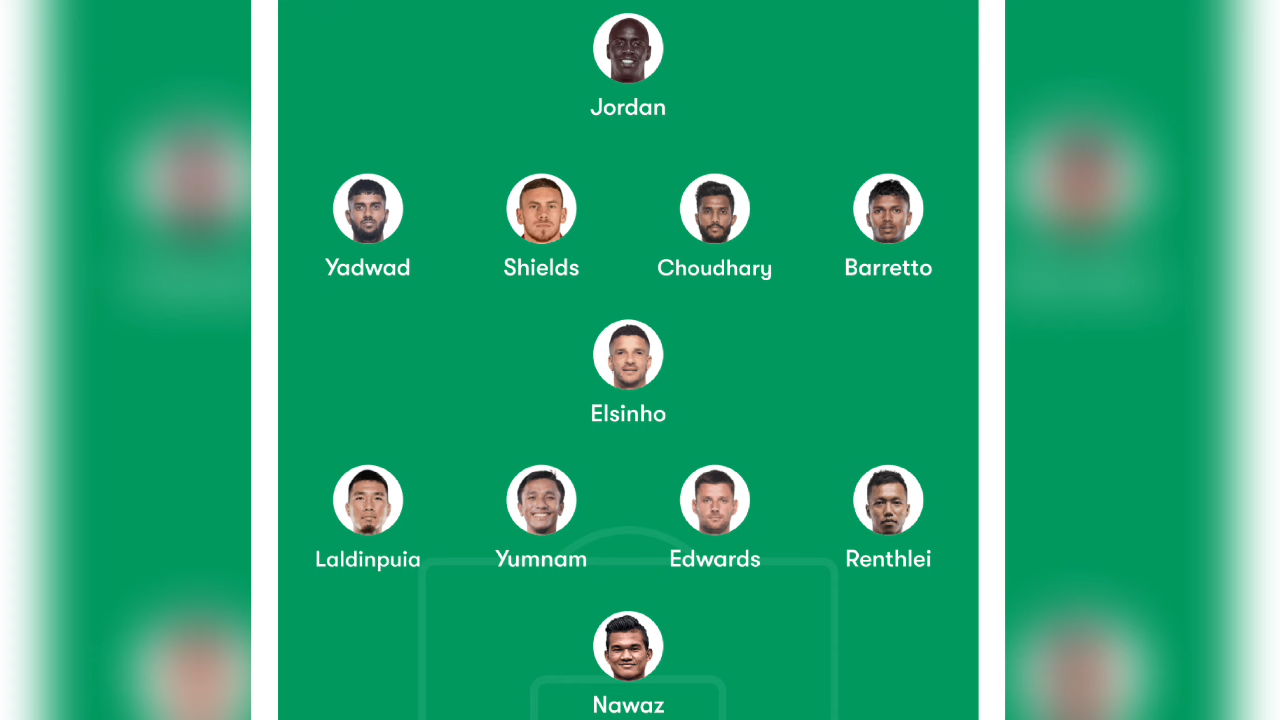 Jordan
Yadwad Shields Choudhary Barretto
Elsinho
Laldinpuia Yumnam Edwards Renthlei
Nawaz